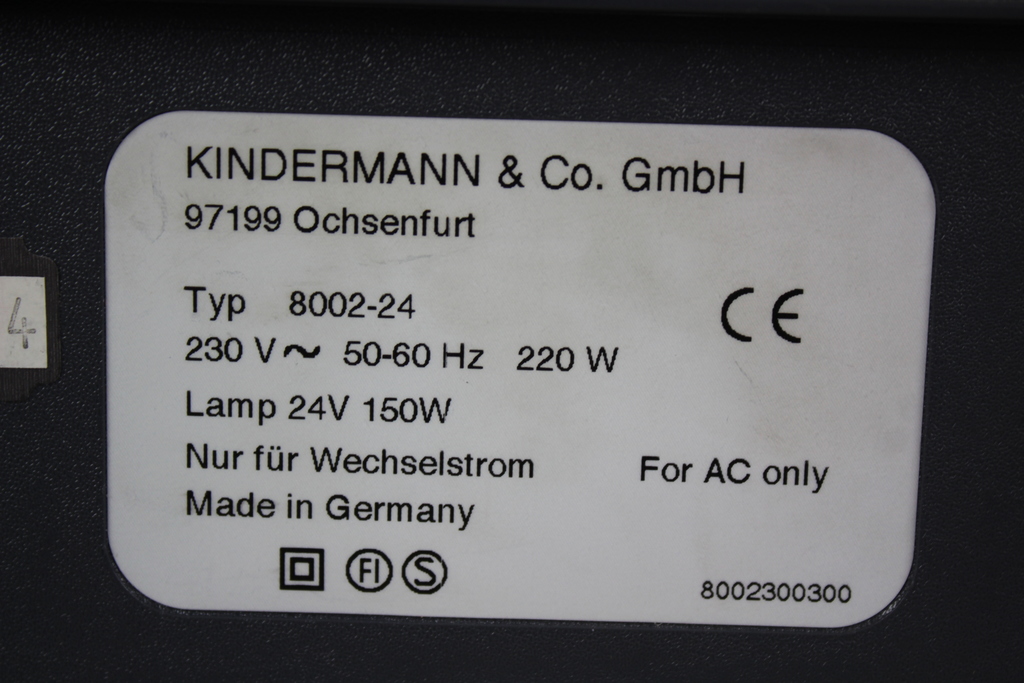 KINDERMANN & Co. GmbH
97199 Ochsenfurt
Typ 8002-24
230 V~ 50-60 Hz 220 W
CE
Lamp 24V 150W
Nur für Wechselstrom For AC only
Made in Germany
FI S
8002300300
4